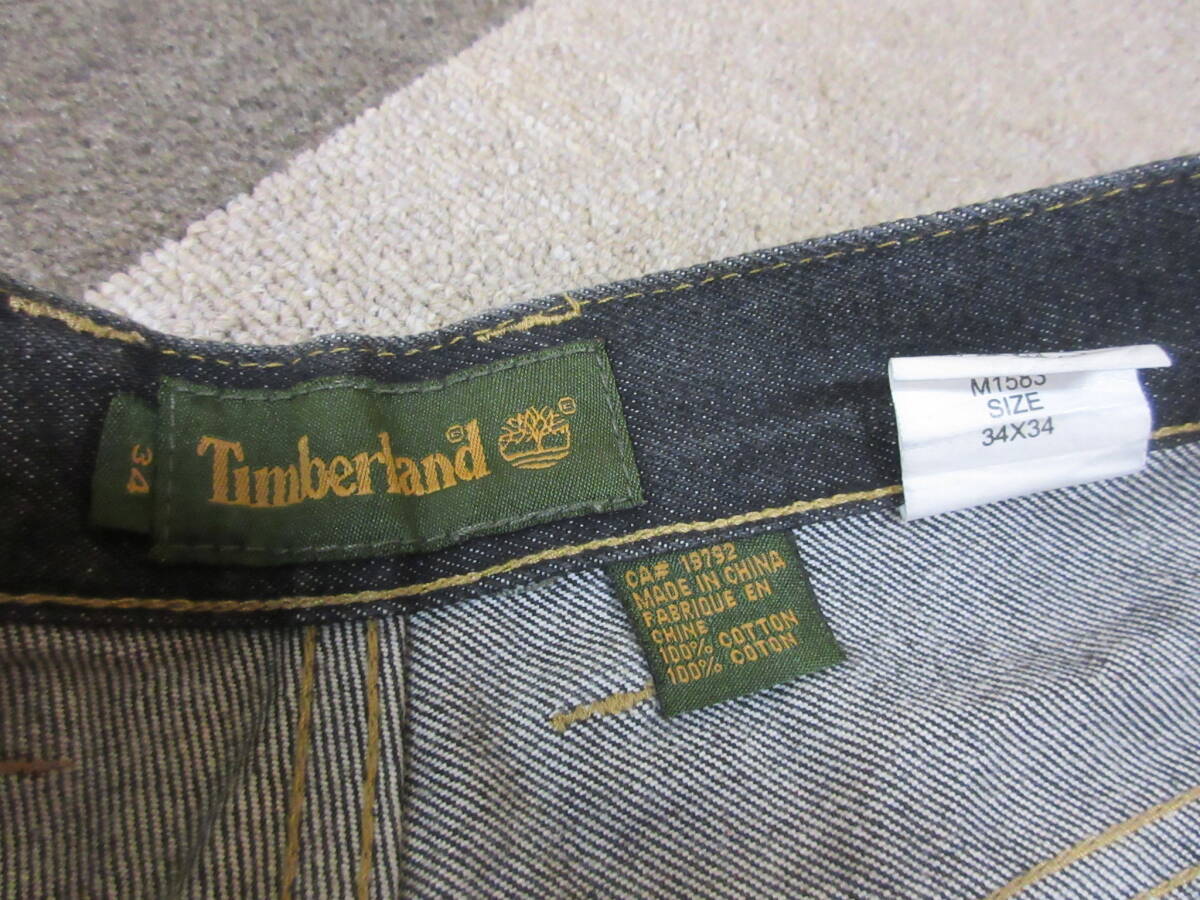 34
Timberland®
®
M1583
SIZE
34X34
CA# 19792
MADE IN CHINA
FABRIQUE EN
CHINE
100% COTTON
100% COTON